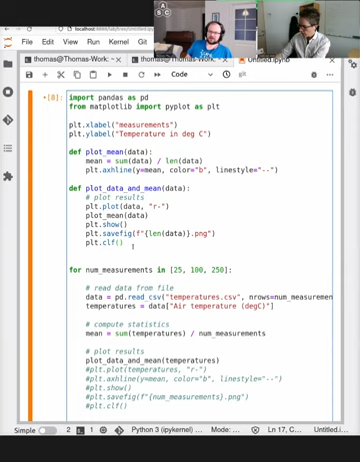 localhost:8888/lab/tree/Untitled.ipynb
File Edit View Run Kernel
thomas@Thomas-Work: ~ thomas@Thomas-Work: ~ Untitled.ipynb
Code
[8]: import pandas as pd
from matplotlib import pyplot as plt
plt.xlabel("measurements")
plt.ylabel("Temperature in deg C")
def plot_mean(data):
mean = sum(data) / len(data)
plt.axhline(y=mean, color="b", linestyle="--")
def plot_data_and_mean(data):
# plot results
plt.plot(data, "r-")
plot_mean(data)
plt.show()
plt.savefig(f"{len(data)}.png")
plt.clf()
for num_measurements in [25, 100, 250]:
# read data from file
data = pd.read_csv("temperatures.csv", nrows=num_measuremen
temperatures = data["Air temperature (degC)"]
# compute statistics
mean = sum(temperatures) / num_measurements
# plot results
plot_data_and_mean(temperatures)
#plt.plot(temperatures, "r-")
#plt.axhline(y=mean, color="b", linestyle="--")
#plt.show()
#plt.savefig(f"{num_measurements}.png")
#plt.clf()
Simple 2 1 Python 3 (ipykernel) ... Mode: ... Ln 17, C...